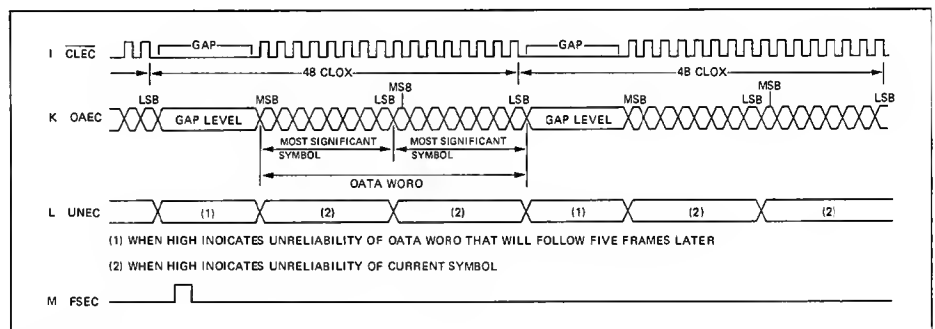 I CLEC GAP GAP
48 CLOX 4B CLOX
LSB MSB LSB MS8 LSB MSB LSB MSB LSB
K OAEC GAP LEVEL GAP LEVEL
MOST SIGNIFICANT SYMBOL MOST SIGNIFICANT SYMBOL
OATA WORO
L UNEC (1) (2) (2) (1) (2) (2)
(1) WHEN HIGH INOICATES UNRELIABILITY OF OATA WORO THAT WILL FOLLOW FIVE FRAMES LATER
(2) WHEN HIGH INDICATES UNRELIABILITY OF CURRENT SYMBOL
M FSEC